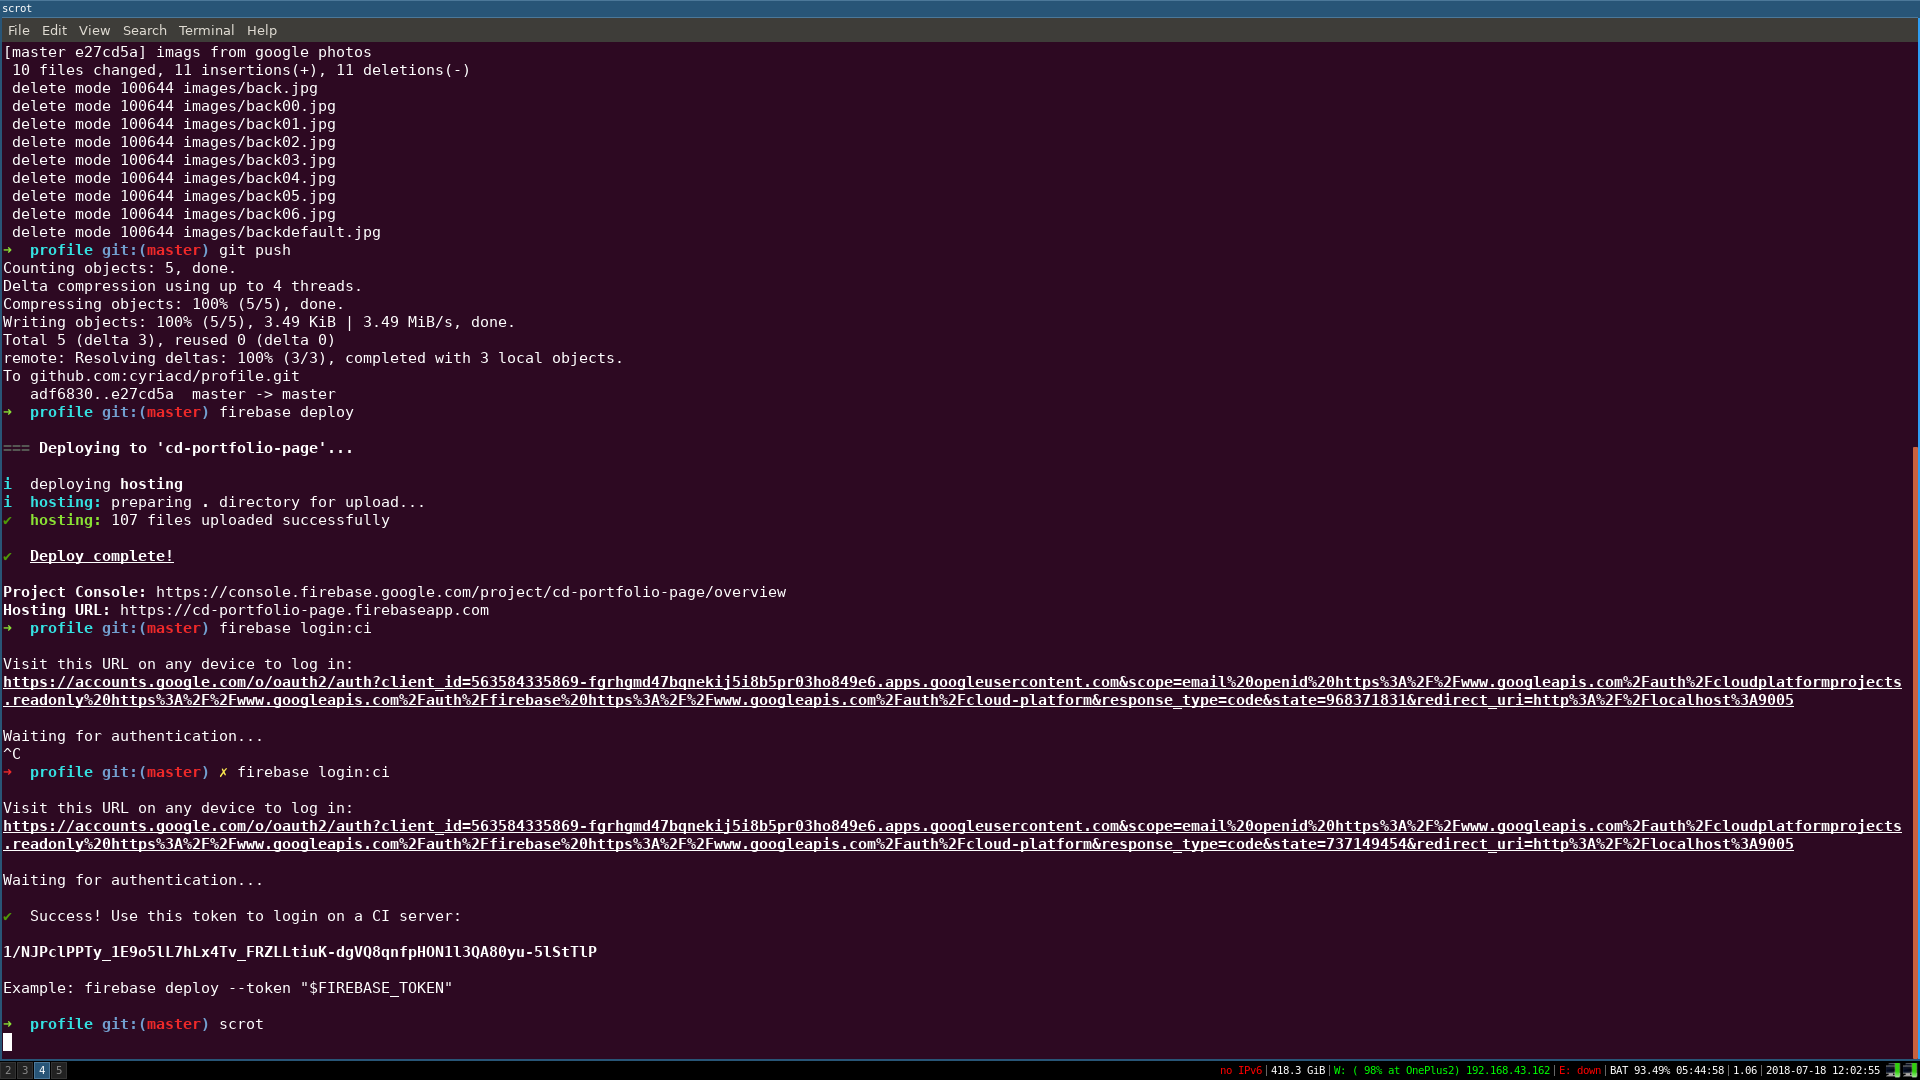 scrot
File Edit View Search Terminal Help
[master e27cd5a] imags from google photos
10 files changed, 11 insertions(+), 11 deletions(-)
delete mode 100644 images/back.jpg
delete mode 100644 images/back00.jpg
delete mode 100644 images/back01.jpg
delete mode 100644 images/back02.jpg
delete mode 100644 images/back03.jpg
delete mode 100644 images/back04.jpg
delete mode 100644 images/back05.jpg
delete mode 100644 images/back06.jpg
delete mode 100644 images/backdefault.jpg
➜ profile git:(master) git push
Counting objects: 5, done.
Delta compression using up to 4 threads.
Compressing objects: 100% (5/5), done.
Writing objects: 100% (5/5), 3.49 KiB | 3.49 MiB/s, done.
Total 5 (delta 3), reused 0 (delta 0)
remote: Resolving deltas: 100% (3/3), completed with 3 local objects.
To github.com:cyriacd/profile.git
adf6830..e27cd5a master -> master
➜ profile git:(master) firebase deploy
=== Deploying to 'cd-portfolio-page'...
i deploying hosting
i hosting: preparing . directory for upload...
✔ hosting: 107 files uploaded successfully
✔ Deploy complete!
Project Console: https://console.firebase.google.com/project/cd-portfolio-page/overview
Hosting URL: https://cd-portfolio-page.firebaseapp.com
➜ profile git:(master) firebase login:ci
Visit this URL on any device to log in:
https://accounts.google.com/o/oauth2/auth?client_id=563584335869-fgrhgmd47bqnekij5i8b5pr03ho849e6.apps.googleusercontent.com&scope=email%20openid%20https%3A%2F%2Fwww.googleapis.com%2Fauth%2Fcloudplatformprojects
.readonly%20https%3A%2F%2Fwww.googleapis.com%2Fauth%2Ffirebase%20https%3A%2F%2Fwww.googleapis.com%2Fauth%2Fcloud-platform&response_type=code&state=968371831&redirect_uri=http%3A%2F%2Flocalhost%3A9005
Waiting for authentication...
^C
➜ profile git:(master) ✗ firebase login:ci
Visit this URL on any device to log in:
https://accounts.google.com/o/oauth2/auth?client_id=563584335869-fgrhgmd47bqnekij5i8b5pr03ho849e6.apps.googleusercontent.com&scope=email%20openid%20https%3A%2F%2Fwww.googleapis.com%2Fauth%2Fcloudplatformprojects
.readonly%20https%3A%2F%2Fwww.googleapis.com%2Fauth%2Ffirebase%20https%3A%2F%2Fwww.googleapis.com%2Fauth%2Fcloud-platform&response_type=code&state=737149454&redirect_uri=http%3A%2F%2Flocalhost%3A9005
Waiting for authentication...
✔ Success! Use this token to login on a CI server:
1/NJPclPPTy_1E9o5lL7hLx4Tv_FRZLLtiuK-dgVQ8qnfpHON1l3QA80yu-5lStTlP
Example: firebase deploy --token "$FIREBASE_TOKEN"
➜ profile git:(master) scrot
2 3 4 5 no IPv6 | 418.3 GiB | W: ( 98% at OnePlus2) 192.168.43.162 | E: down | BAT 93.49% 05:44:58 | 1.06 | 2018-07-18 12:02:55